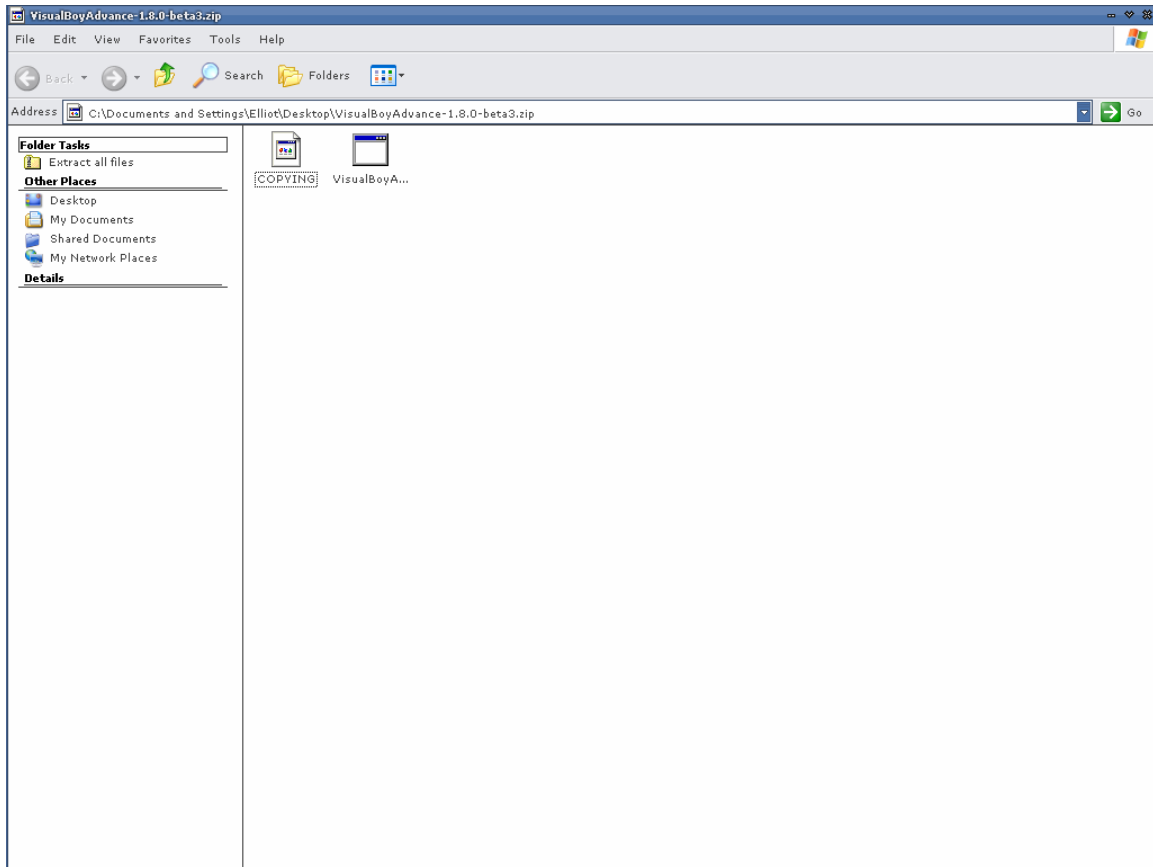 VisualBoyAdvance-1.8.0-beta3.zip
File Edit View Favorites Tools Help
Back Search Folders
Address C:\Documents and Settings\Elliot\Desktop\VisualBoyAdvance-1.8.0-beta3.zip Go
Folder Tasks
Extract all files
Other Places
Desktop
My Documents
Shared Documents
My Network Places
Details
COPYING VisualBoyA...